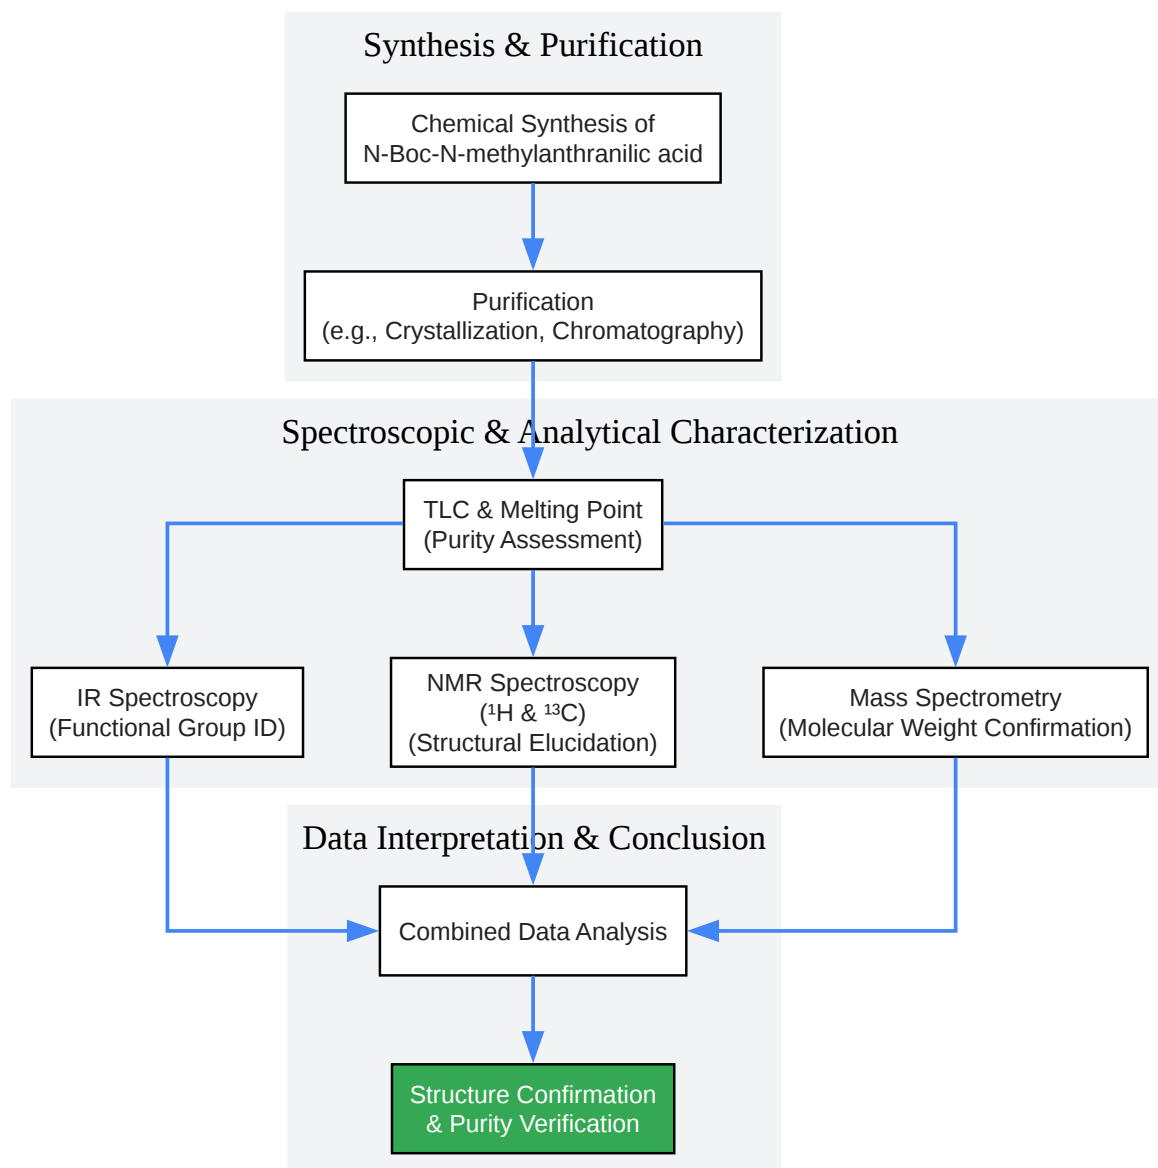 Synthesis & Purification
Chemical Synthesis of
N-Boc-N-methylanthranilic acid
Purification
(e.g., Crystallization, Chromatography)
Spectroscopic & Analytical Characterization
TLC & Melting Point
(Purity Assessment)
IR Spectroscopy
(Functional Group ID)
NMR Spectroscopy
(¹H & ¹³C)
(Structural Elucidation)
Mass Spectrometry
(Molecular Weight Confirmation)
Data Interpretation & Conclusion
Combined Data Analysis
Structure Confirmation
& Purity Verification